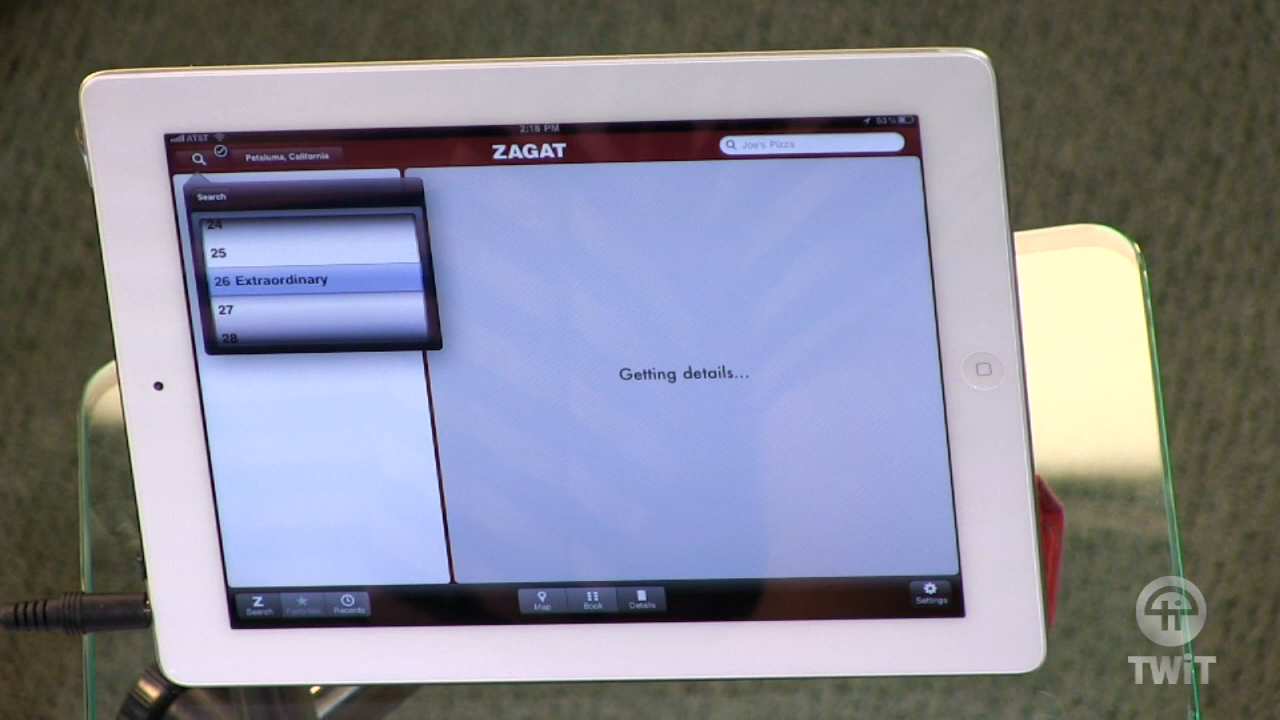 AT&T 2:18 PM 63%
Petaluma, California ZAGAT Joe's Pizza
Search
24
25
26 Extraordinary
27
28
Getting details...
Z Search Favorites Recents Map Book Details Settings
TWiT